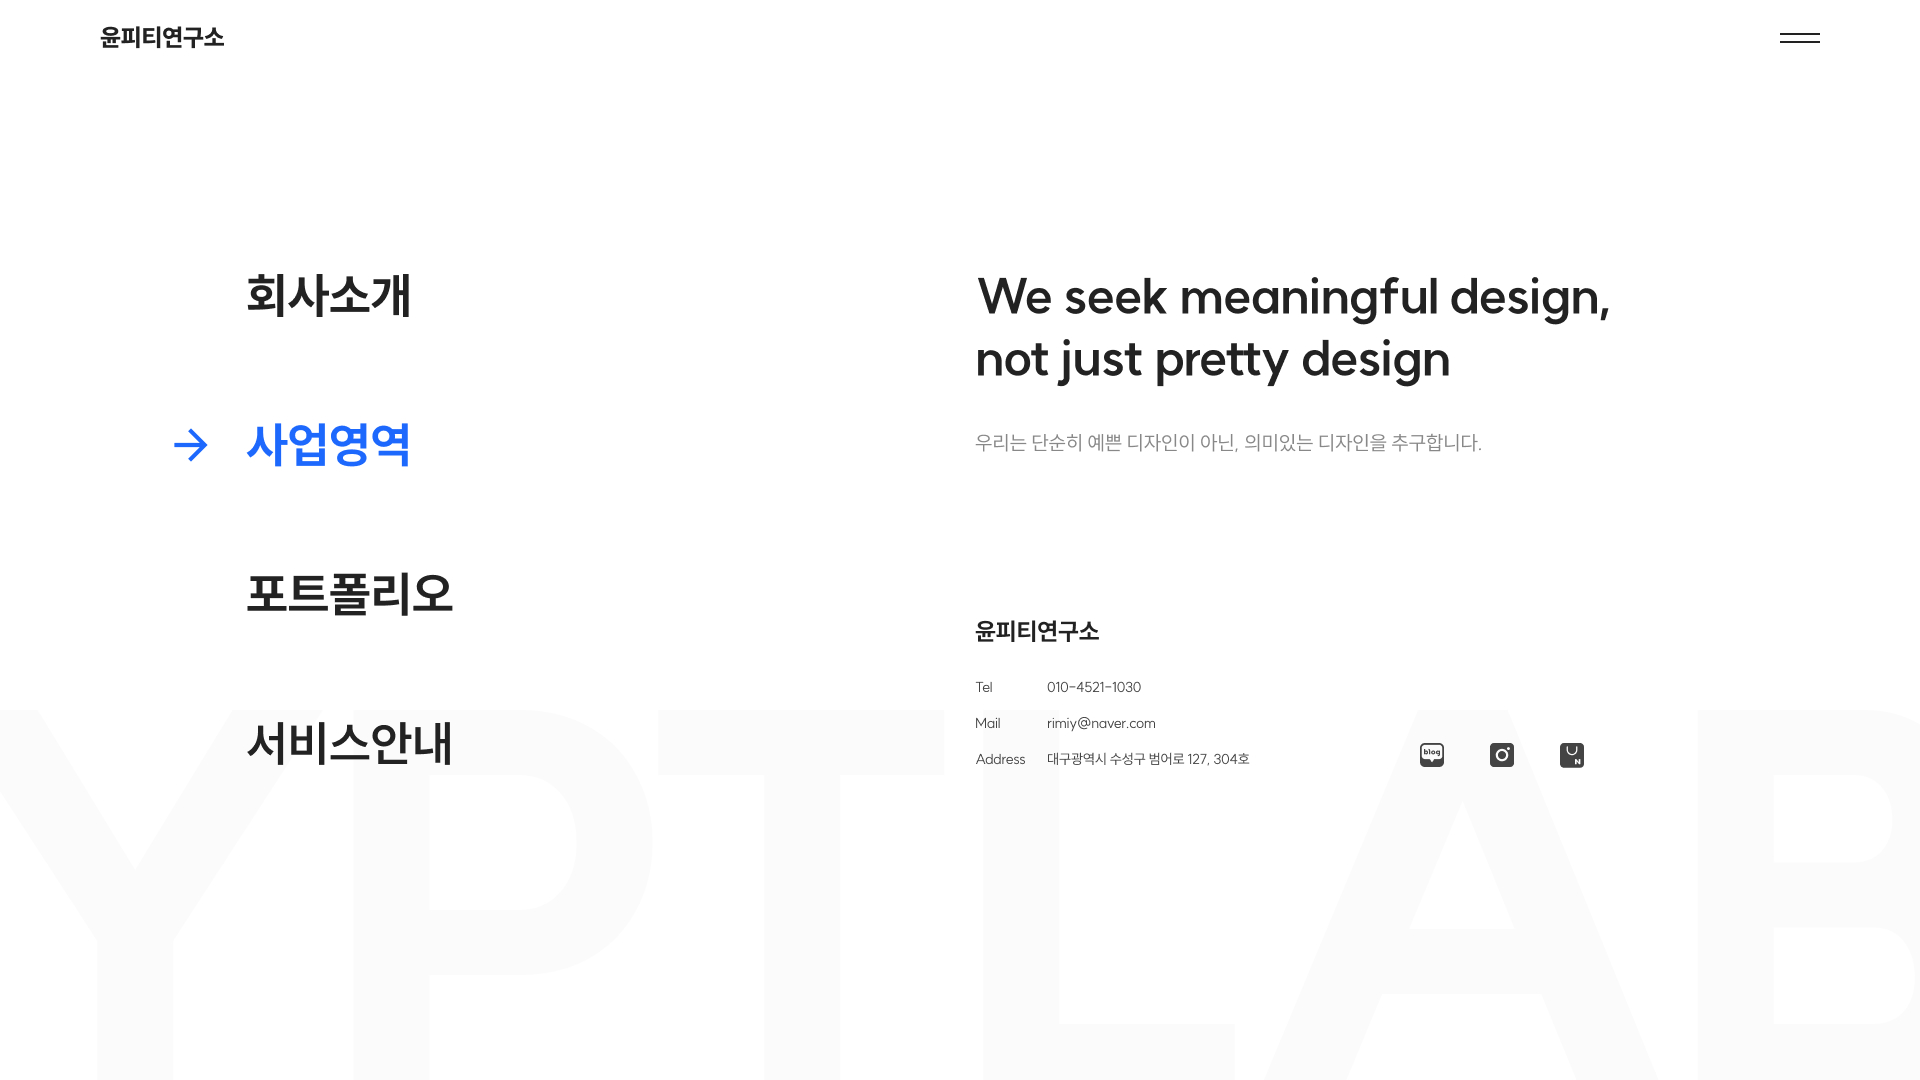 윤피티연구소
회사소개
사업영역
포트폴리오
서비스안내
We seek meaningful design,
not just pretty design
우리는 단순히 예쁜 디자인이 아닌, 의미있는 디자인을 추구합니다.
윤피티연구소
Tel 010-4521-1030
Mail rimiy@naver.com
Address 대구광역시 수성구 범어로 127, 304호
blog
N
YPTLAB